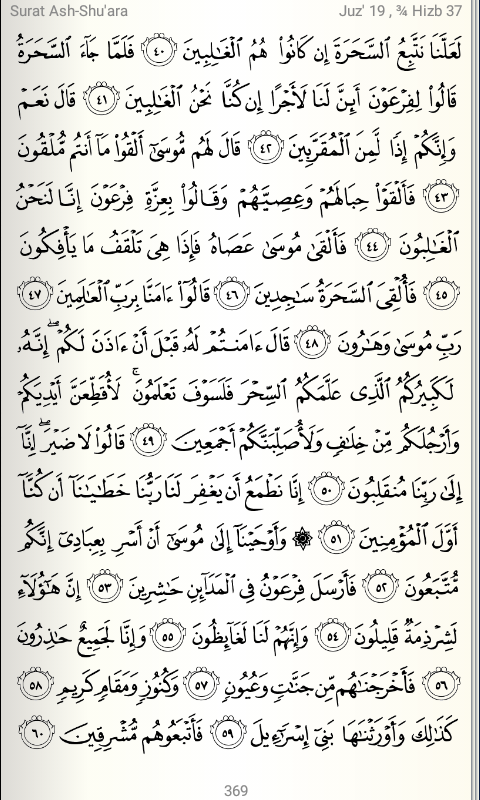 Surat Ash-Shu'ara Juz' 19 , ¾ Hizb 37
لَعَلَّنَا نَتَّبِعُ ٱلسَّحَرَةَ إِن كَانُوا۟ هُمُ ٱلْغَـٰلِبِينَ ٤٠ فَلَمَّا جَآءَ ٱلسَّحَرَةُ
قَالُوا۟ لِفِرْعَوْنَ أَئِنَّ لَنَا لَأَجْرًا إِن كُنَّا نَحْنُ ٱلْغَـٰلِبِينَ ٤١ قَالَ نَعَمْ
وَإِنَّكُمْ إِذًا لَّمِنَ ٱلْمُقَرَّبِينَ ٤٢ قَالَ لَهُم مُّوسَىٰٓ أَلْقُوا۟ مَآ أَنتُم مُّلْقُونَ
٤٣ فَأَلْقَوْا۟ حِبَالَهُمْ وَعِصِيَّهُمْ وَقَالُوا۟ بِعِزَّةِ فِرْعَوْنَ إِنَّا لَنَحْنُ
ٱلْغَـٰلِبُونَ ٤٤ فَأَلْقَىٰ مُوسَىٰ عَصَاهُ فَإِذَا هِىَ تَلْقَفُ مَا يَأْفِكُونَ
٤٥ فَأُلْقِىَ ٱلسَّحَرَةُ سَـٰجِدِينَ ٤٦ قَالُوٓا۟ ءَامَنَّا بِرَبِّ ٱلْعَـٰلَمِينَ ٤٧
رَبِّ مُوسَىٰ وَهَـٰرُونَ ٤٨ قَالَ ءَامَنتُمْ لَهُۥ قَبْلَ أَنْ ءَاذَنَ لَكُمْ ۖ إِنَّهُۥ
لَكَبِيرُكُمُ ٱلَّذِى عَلَّمَكُمُ ٱلسِّحْرَ فَلَسَوْفَ تَعْلَمُونَ ۚ لَأُقَطِّعَنَّ أَيْدِيَكُمْ
وَأَرْجُلَكُم مِّنْ خِلَـٰفٍ وَلَأُصَلِّبَنَّكُمْ أَجْمَعِينَ ٤٩ قَالُوا۟ لَا ضَيْرَ ۖ إِنَّآ
إِلَىٰ رَبِّنَا مُنقَلِبُونَ ٥٠ إِنَّا نَطْمَعُ أَن يَغْفِرَ لَنَا رَبُّنَا خَطَـٰيَـٰنَآ أَن كُنَّآ
أَوَّلَ ٱلْمُؤْمِنِينَ ٥١ ۞ وَأَوْحَيْنَآ إِلَىٰ مُوسَىٰٓ أَنْ أَسْرِ بِعِبَادِىٓ إِنَّكُم
مُّتَّبَعُونَ ٥٢ فَأَرْسَلَ فِرْعَوْنُ فِى ٱلْمَدَآئِنِ حَـٰشِرِينَ ٥٣ إِنَّ هَـٰٓؤُلَآءِ
لَشِرْذِمَةٌ قَلِيلُونَ ٥٤ وَإِنَّهُمْ لَنَا لَغَآئِظُونَ ٥٥ وَإِنَّا لَجَمِيعٌ حَـٰذِرُونَ
٥٦ فَأَخْرَجْنَـٰهُم مِّن جَنَّـٰتٍ وَعُيُونٍ ٥٧ وَكُنُوزٍ وَمَقَامٍ كَرِيمٍ ٥٨
كَذَٰلِكَ وَأَوْرَثْنَـٰهَا بَنِىٓ إِسْرَٰٓءِيلَ ٥٩ فَأَتْبَعُوهُم مُّشْرِقِينَ ٦٠
369